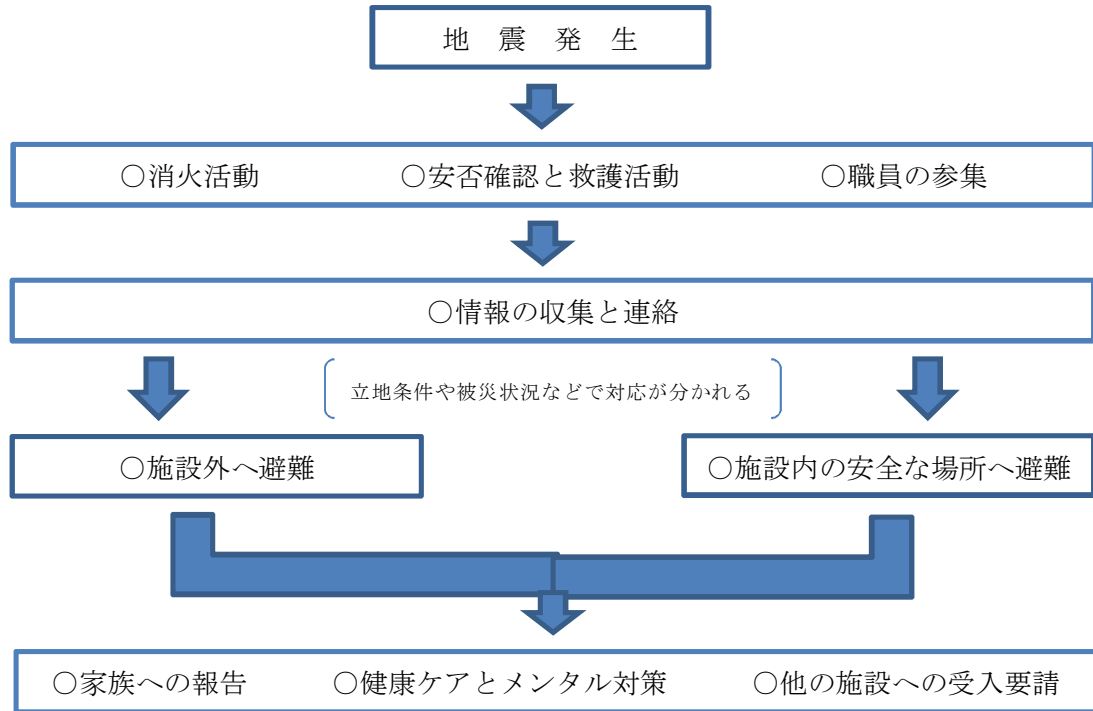 地　震　発　生
○消火活動　○安否確認と救護活動　○職員の参集
○情報の収集と連絡
立地条件や被災状況などで対応が分かれる
○施設外へ避難　○施設内の安全な場所へ避難
○家族への報告　○健康ケアとメンタル対策　○他の施設への受入要請